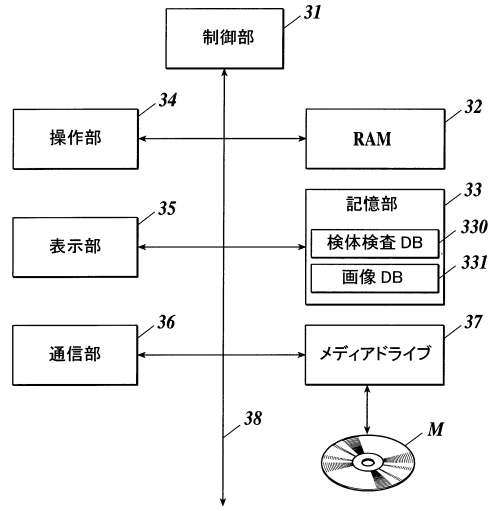 31
制御部
34
操作部
32
RAM
35
表示部
33
記憶部
330
検体検査 DB
331
画像 DB
36
通信部
37
メディアドライブ
38
M